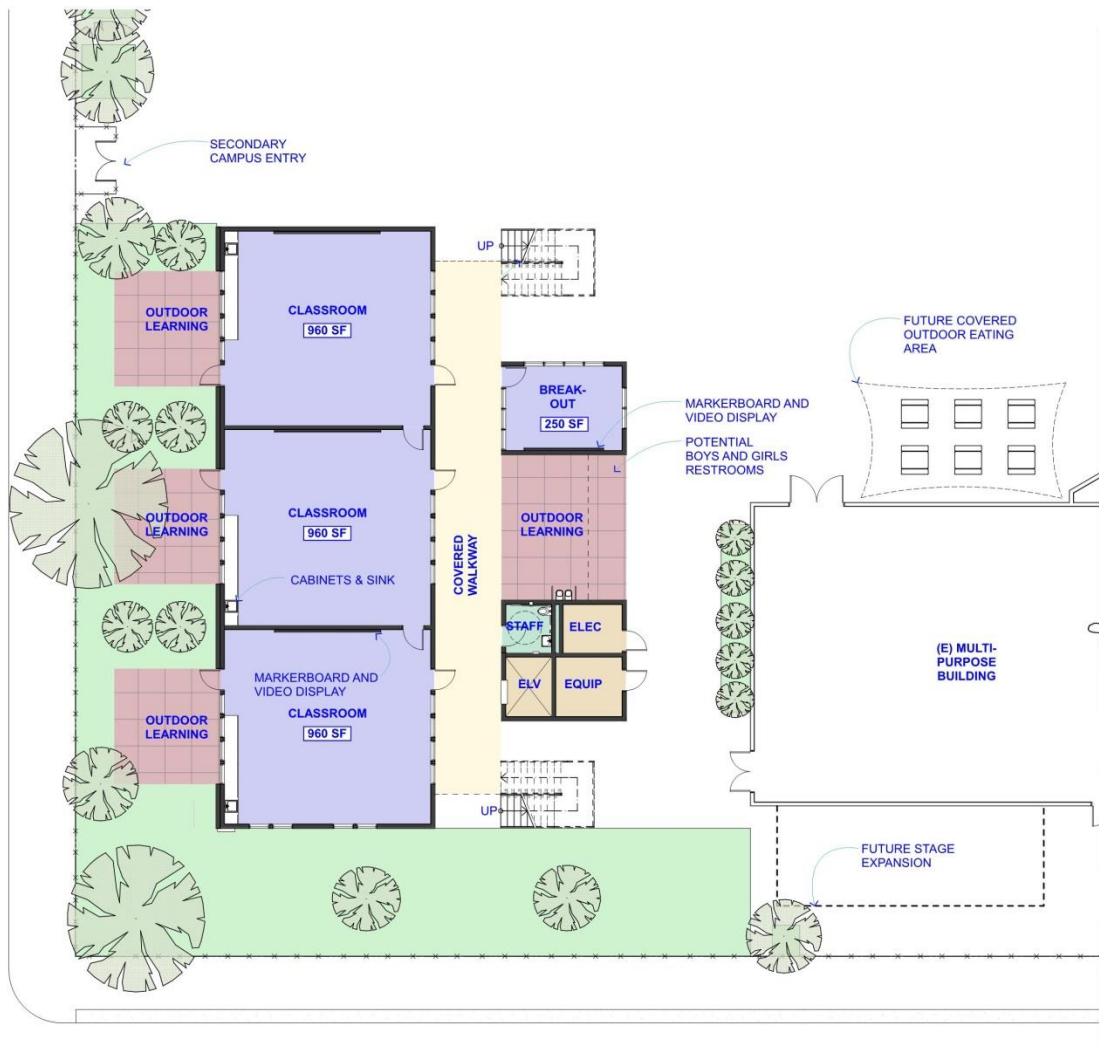 SECONDARY
CAMPUS ENTRY
UP
OUTDOOR
LEARNING
CLASSROOM
960 SF
FUTURE COVERED
OUTDOOR EATING
AREA
BREAK-
OUT
250 SF
MARKERBOARD AND
VIDEO DISPLAY
POTENTIAL
BOYS AND GIRLS
RESTROOMS
OUTDOOR
LEARNING
CLASSROOM
960 SF
OUTDOOR
LEARNING
COVERED
WALKWAY
CABINETS & SINK
STAFF
ELEC
(E) MULTI-
PURPOSE
BUILDING
MARKERBOARD AND
VIDEO DISPLAY
ELV
EQUIP
OUTDOOR
LEARNING
CLASSROOM
960 SF
UP
FUTURE STAGE
EXPANSION